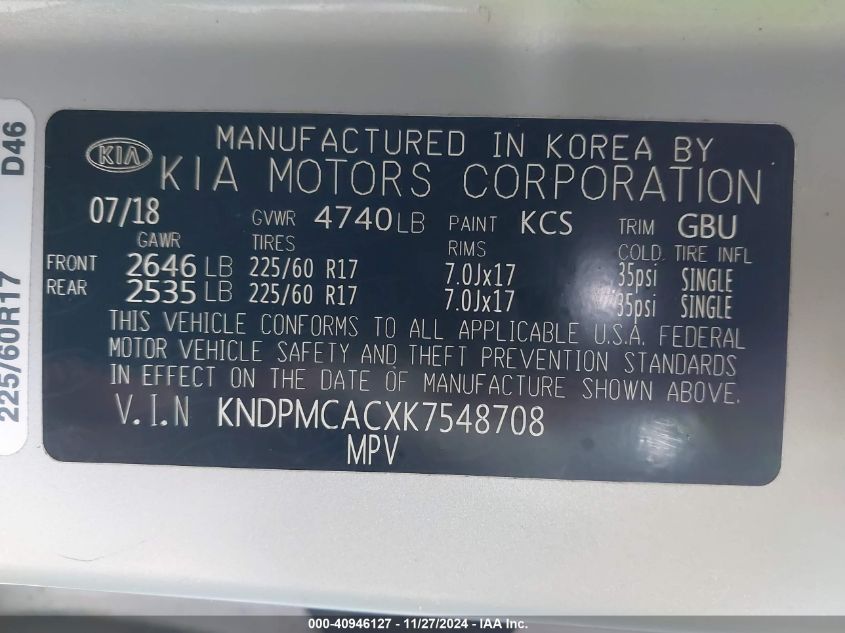 D46
225/60R17
KIA
MANUFACTURED IN KOREA BY
KIA MOTORS CORPORATION
07/18 GVWR 4740LB PAINT KCS TRIM GBU
GAWR TIRES RIMS COLD TIRE INFL
FRONT 2646 LB 225/60 R17 7.0Jx17 35psi SINGLE
REAR 2535 LB 225/60 R17 7.0Jx17 35psi SINGLE
THIS VEHICLE CONFORMS TO ALL APPLICABLE U.S.A. FEDERAL
MOTOR VEHICLE SAFETY AND THEFT PREVENTION STANDARDS
IN EFFECT ON THE DATE OF MANUFACTURE SHOWN ABOVE.
V.I.N KNDPMCACXK7548708
MPV
000-40946127 - 11/27/2024 - IAA Inc.